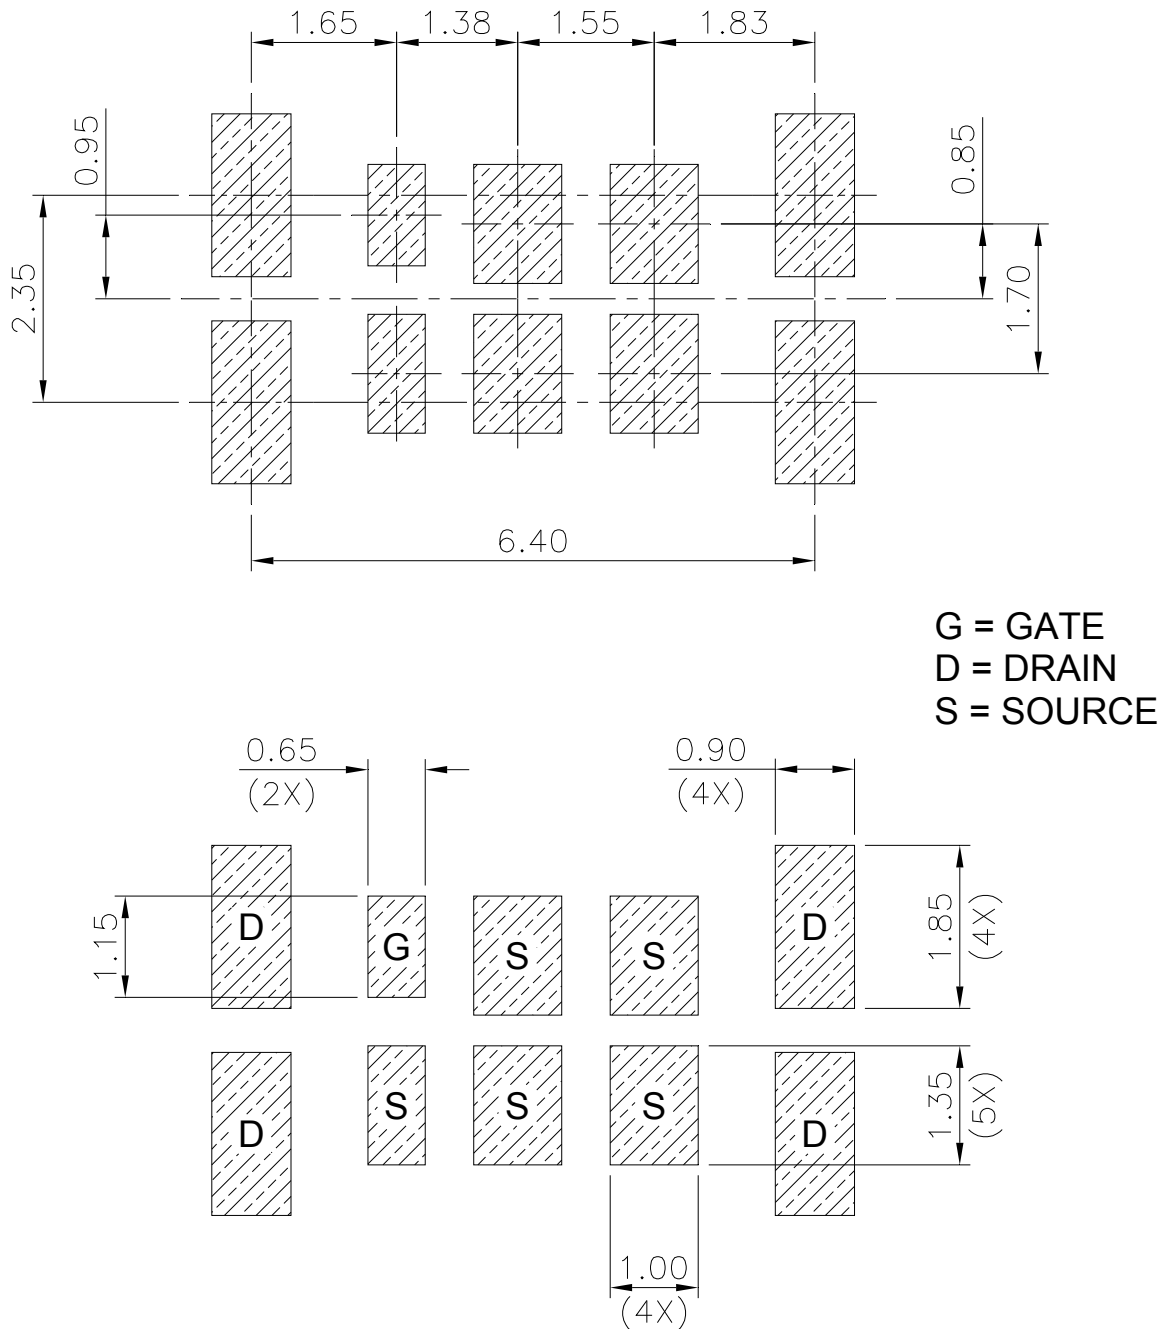 1.65 1.38 1.55 1.83
0.95
0.85
2.35
1.70
6.40
G = GATE
D = DRAIN
S = SOURCE
0.65
(2X)
0.90
(4X)
1.15
1.85
(4X)
D G S S D
1.35
(5X)
D S S S D
1.00
(4X)